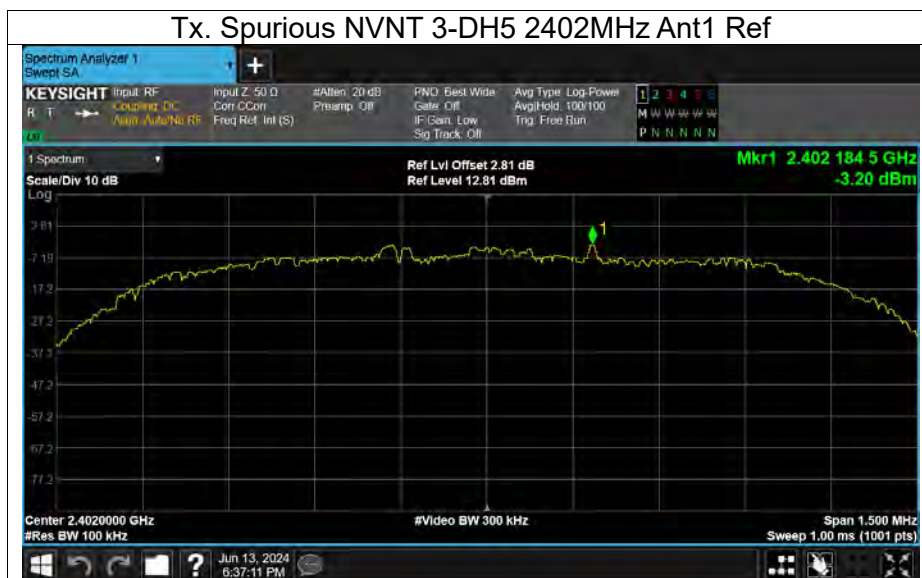 Tx. Spurious NVNT 3-DH5 2402MHz Ant1 Ref
Spectrum Analyzer 1
Swept SA
+
KEYSIGHT Input: RF
R T Coupling: DC
Align: Auto/No RF
Input Z: 50 Ω
Corr CCorr
Freq Ref: Int (S)
#Atten: 20 dB
Preamp: Off
PNO: Best Wide
Gate: Off
IF Gain: Low
Sig Track: Off
Avg Type: Log-Power
Avg|Hold: 100/100
Trig: Free Run
1 2 3 4 5 6
M W W W W W
P N N N N N
1 Spectrum
Scale/Div 10 dB
Log
Ref Lvl Offset 2.81 dB
Ref Level 12.81 dBm
Mkr1 2.402 184 5 GHz
-3.20 dBm
1
2.81
-7.19
-17.2
-27.2
-37.2
-47.2
-57.2
-67.2
-77.2
Center 2.4020000 GHz
#Res BW 100 kHz
#Video BW 300 kHz
Span 1.500 MHz
Sweep 1.00 ms (1001 pts)
?
Jun 13, 2024
6:37:11 PM